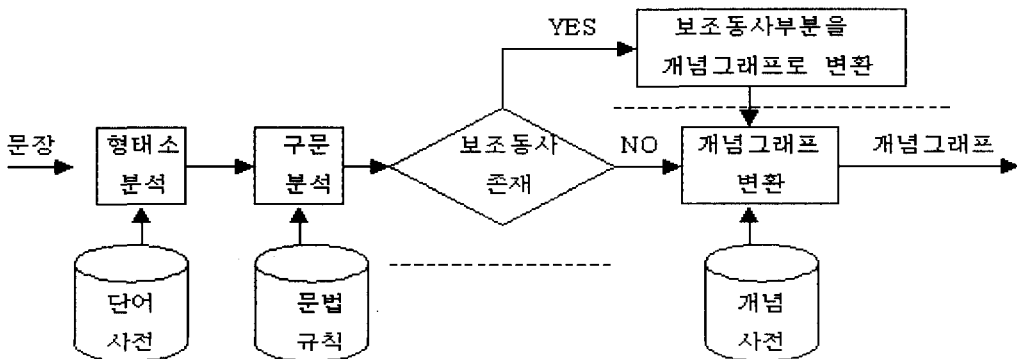 YES
보조동사부분을
개념그래프로 변환
문장
형태소
분석
구문
분석
보조동사
존재
NO
개념그래프
변환
개념그래프
단어
사전
문법
규칙
개념
사전